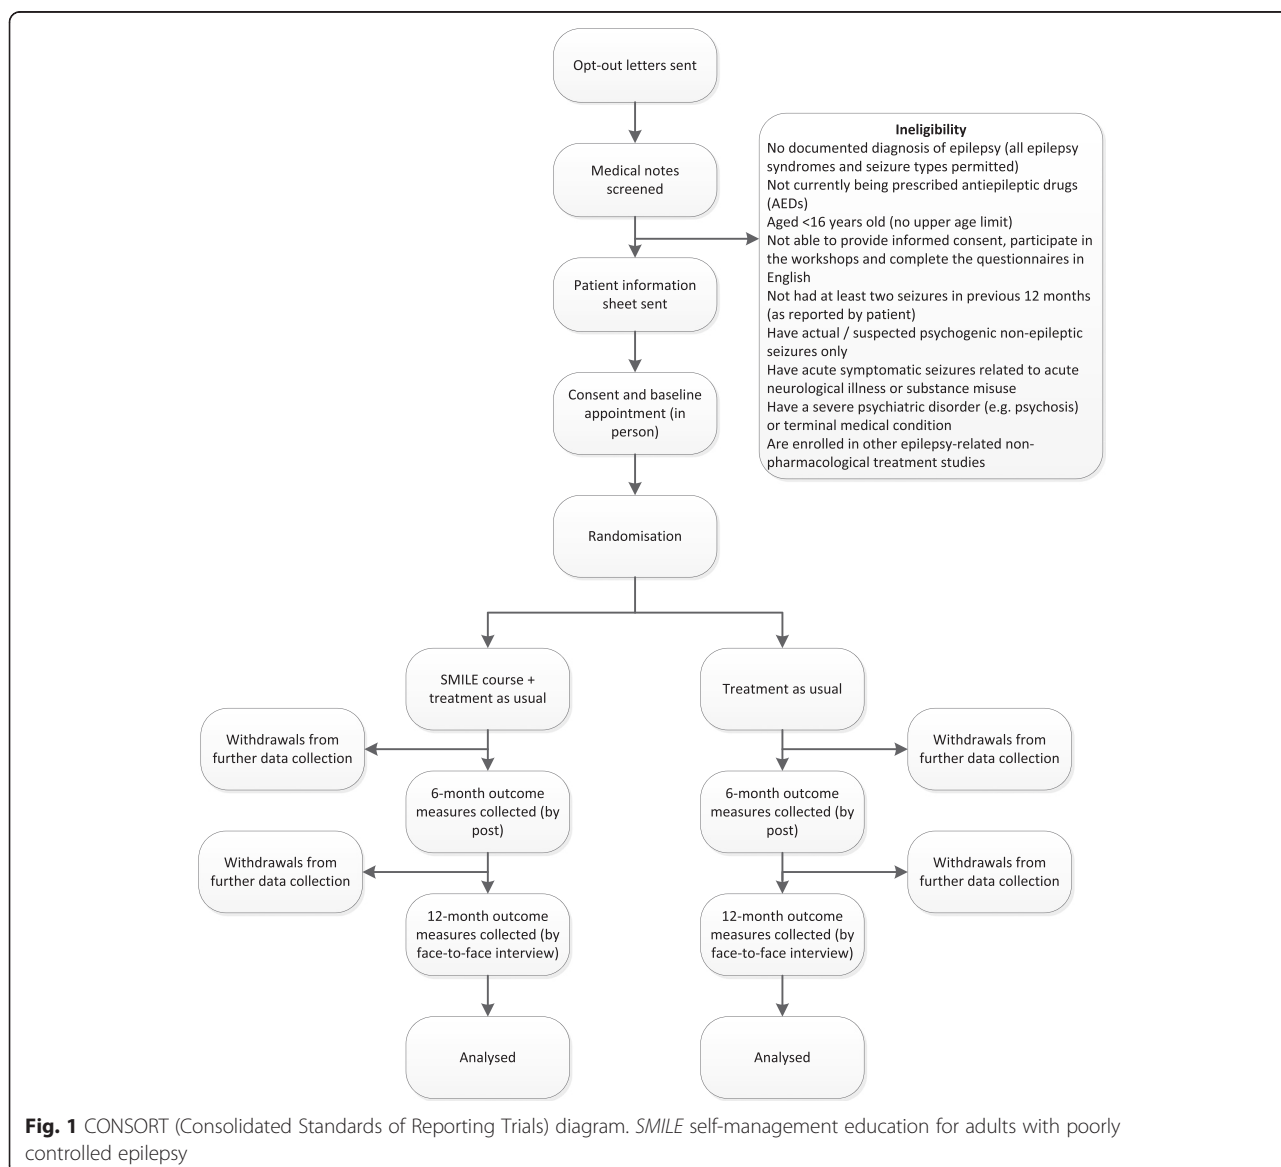 Opt-out letters sent
Medical notes
screened
Ineligibility
No documented diagnosis of epilepsy (all epilepsy
syndromes and seizure types permitted)
Not currently being prescribed antiepileptic drugs
(AEDs)
Aged <16 years old (no upper age limit)
Not able to provide informed consent, participate in
the workshops and complete the questionnaires in
English
Not had at least two seizures in previous 12 months
(as reported by patient)
Have actual / suspected psychogenic non-epileptic
seizures only
Have acute symptomatic seizures related to acute
neurological illness or substance misuse
Have a severe psychiatric disorder (e.g. psychosis)
or terminal medical condition
Are enrolled in other epilepsy-related non-
pharmacological treatment studies
Patient information
sheet sent
Consent and baseline
appointment (in
person)
Randomisation
SMILE course +
treatment as usual
Treatment as usual
Withdrawals from
further data collection
Withdrawals from
further data collection
6-month outcome
measures collected (by
post)
6-month outcome
measures collected (by
post)
Withdrawals from
further data collection
Withdrawals from
further data collection
12-month outcome
measures collected (by
face-to-face interview)
12-month outcome
measures collected (by
face-to-face interview)
Analysed
Analysed
Fig. 1 CONSORT (Consolidated Standards of Reporting Trials) diagram. SMILE self-management education for adults with poorly
controlled epilepsy